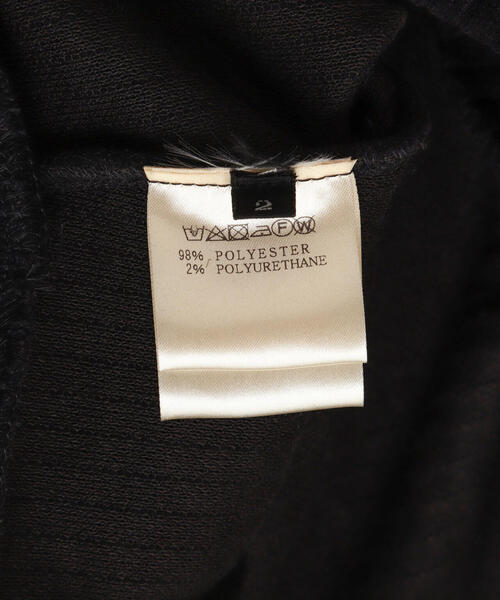 2
F W
98% POLYESTER
2% POLYURETHANE